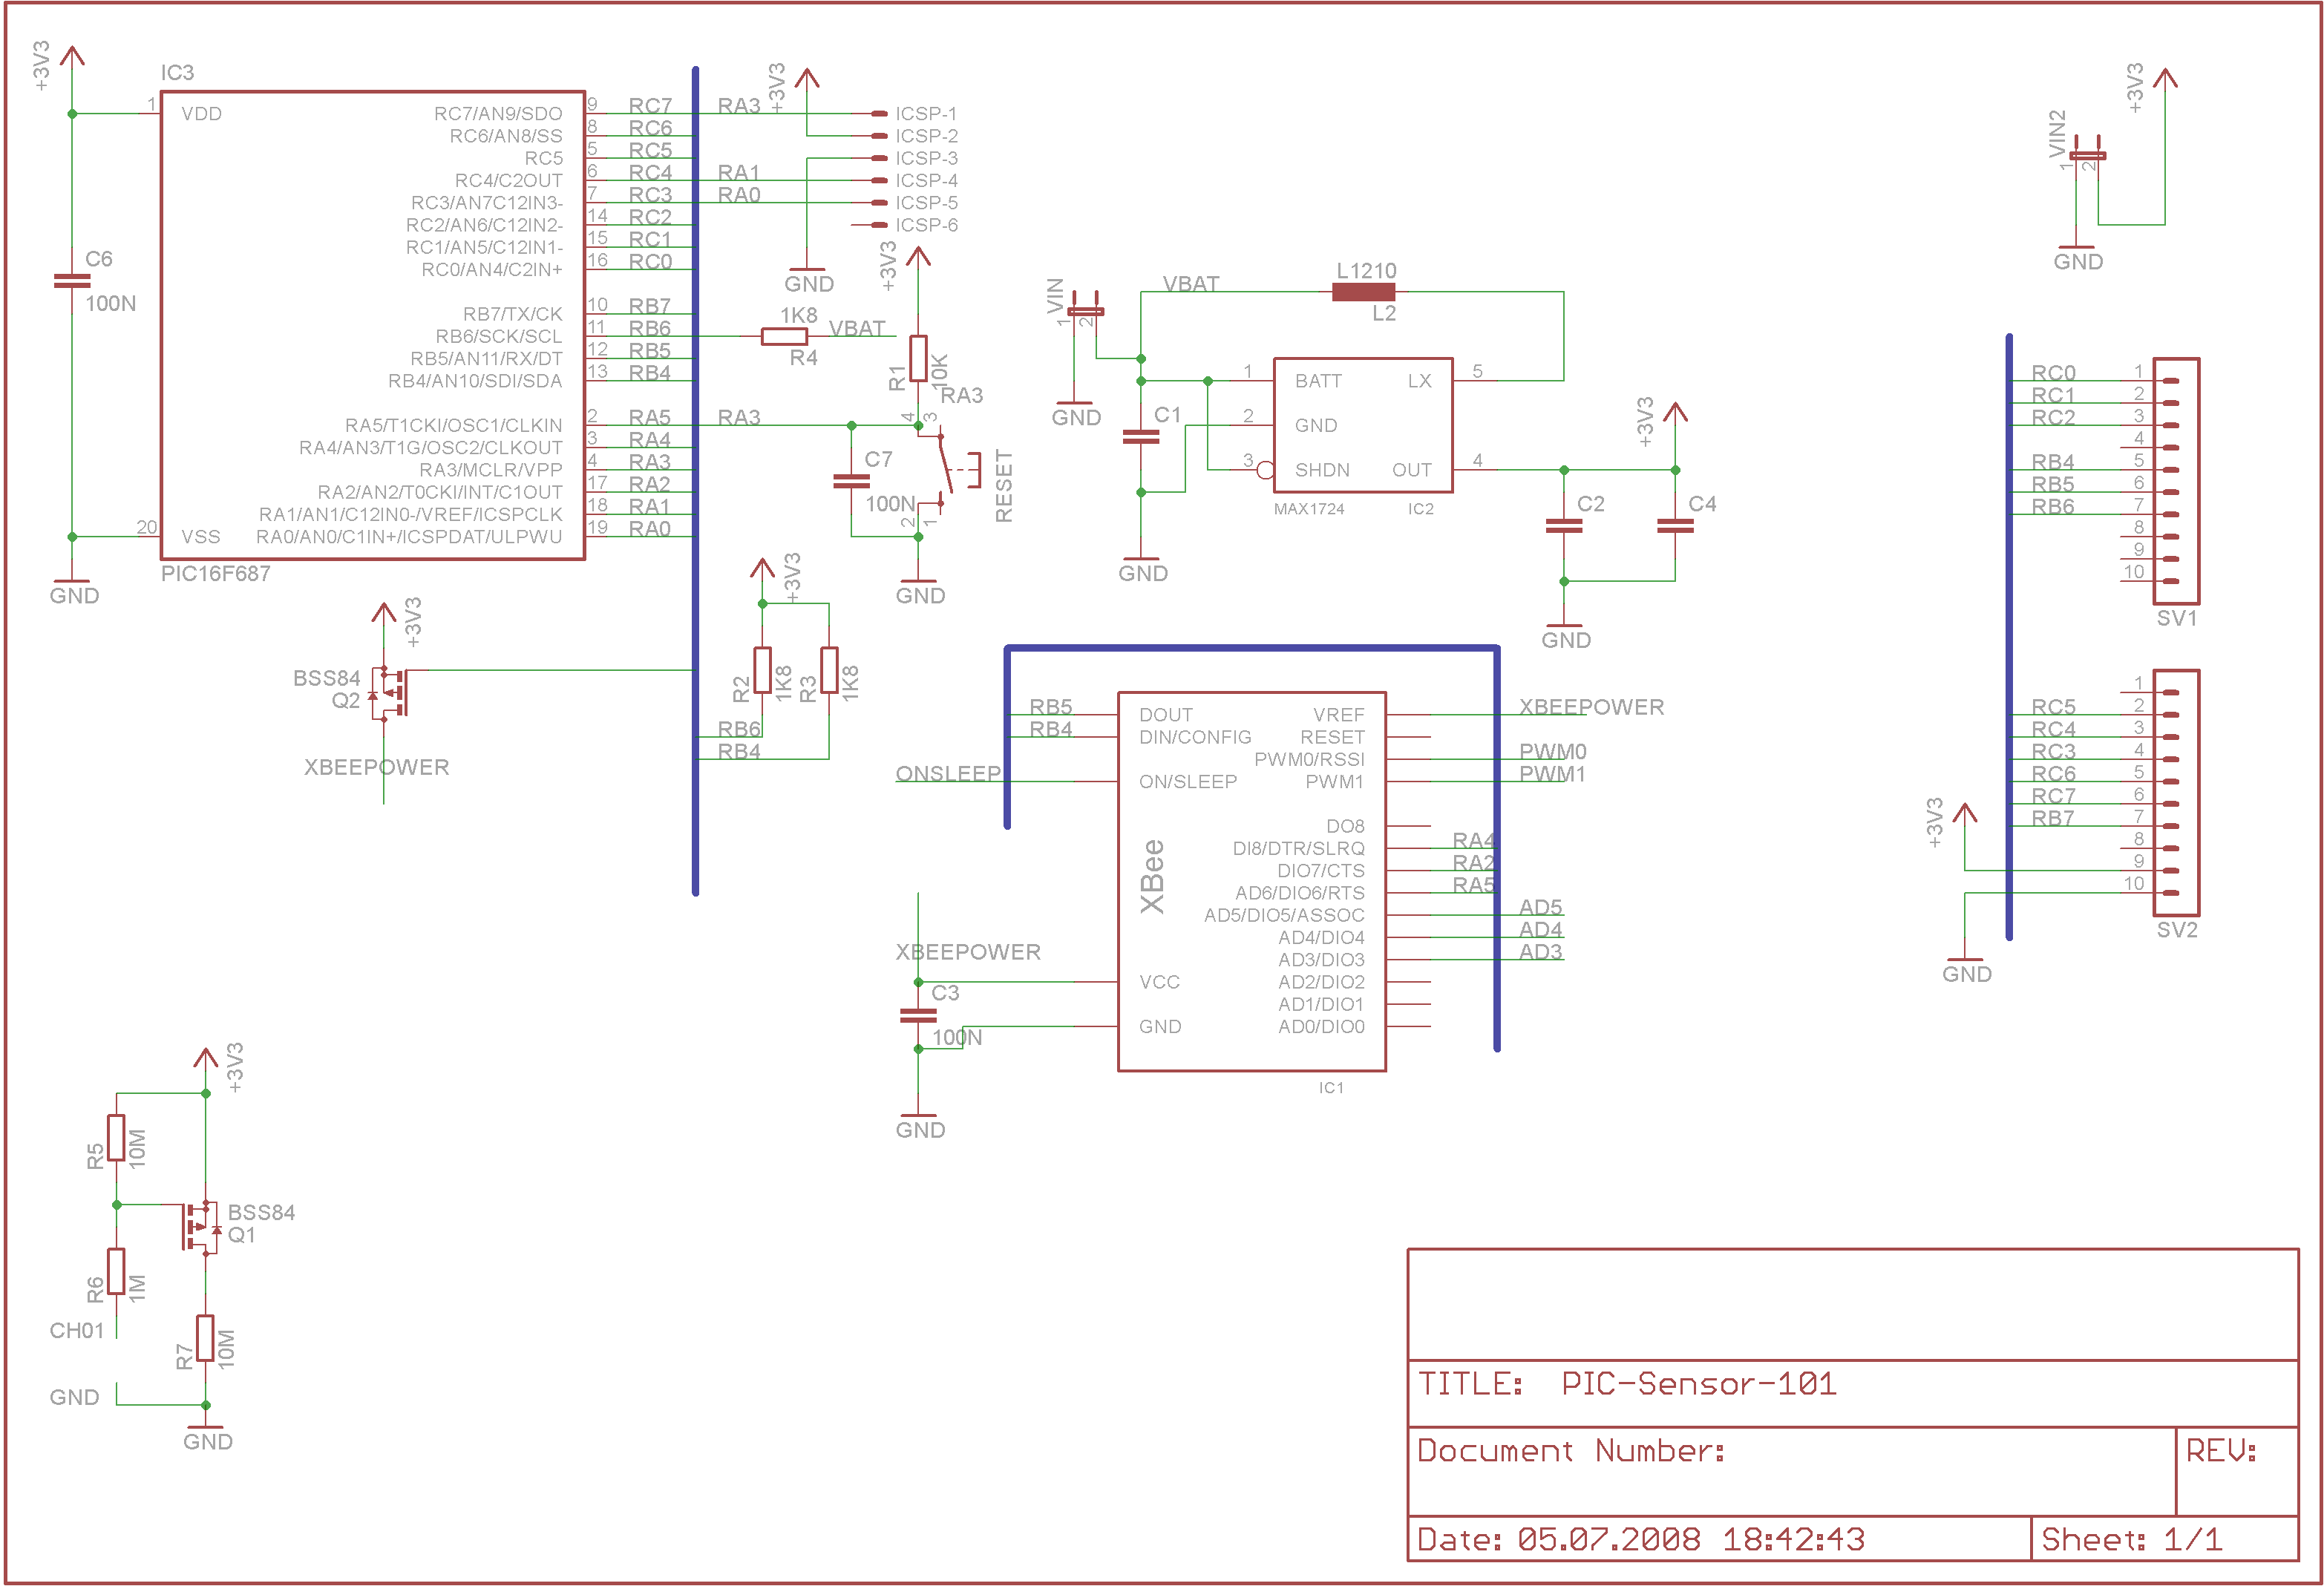 +3V3
IC3
1 VDD
20 VSS
RC7/AN9/SDO 9 RC7
RC6/AN8/SS 8 RC6
RC5 5 RC5
RC4/C2OUT 6 RC4
RC3/AN7C12IN3- 7 RC3
RC2/AN6/C12IN2- 14 RC2
RC1/AN5/C12IN1- 15 RC1
RC0/AN4/C2IN+ 16 RC0
RB7/TX/CK 10 RB7
RB6/SCK/SCL 11 RB6
RB5/AN11/RX/DT 12 RB5
RB4/AN10/SDI/SDA 13 RB4
RA5/T1CKI/OSC1/CLKIN 2 RA5
RA4/AN3/T1G/OSC2/CLKOUT 3 RA4
RA3/MCLR/VPP 4 RA3
RA2/AN2/T0CKI/INT/C1OUT 17 RA2
RA1/AN1/C12IN0-/VREF/ICSPCLK 18 RA1
RA0/AN0/C1IN+/ICSPDAT/ULPWU 19 RA0
PIC16F687
C6
100N
GND
+3V3
RA3 ICSP-1
ICSP-2
ICSP-3
RA1 ICSP-4
RA0 ICSP-5
ICSP-6
GND
+3V3
1K8
VBAT
R4
R1
10K
RA3
RA3
4 3
C7
100N
2 1
RESET
GND
+3V3
BSS84
Q2
XBEEPOWER
+3V3
R2
1K8
R3
1K8
RB6
RB4
VIN
1 2
GND
VBAT
L1210
L2
C1
1 BATT
2 GND
3 SHDN
LX 5
OUT 4
MAX1724
IC2
GND
+3V3
C2
C4
GND
VIN2
1 2
GND
+3V3
RC0 1
RC1 2
RC2 3
4
RB4 5
RB5 6
RB6 7
8
9
10
SV1
1
RC5 2
RC4 3
RC3 4
RC6 5
RC7 6
RB7 7
8
9
10
SV2
+3V3
GND
RB5 DOUT
RB4 DIN/CONFIG
ONSLEEP ON/SLEEP
XBee
XBEEPOWER
VCC
GND
C3
100N
GND
VREF XBEEPOWER
RESET
PWM0/RSSI PWM0
PWM1 PWM1
DO8
DI8/DTR/SLRQ RA4
DIO7/CTS RA2
AD6/DIO6/RTS RA5
AD5/DIO5/ASSOC AD5
AD4/DIO4 AD4
AD3/DIO3 AD3
AD2/DIO2
AD1/DIO1
AD0/DIO0
IC1
+3V3
R5
10M
BSS84
Q1
R6
1M
CH01
R7
10M
GND
GND
TITLE: PIC-Sensor-101
Document Number:
REV:
Date: 05.07.2008 18:42:43
Sheet: 1/1